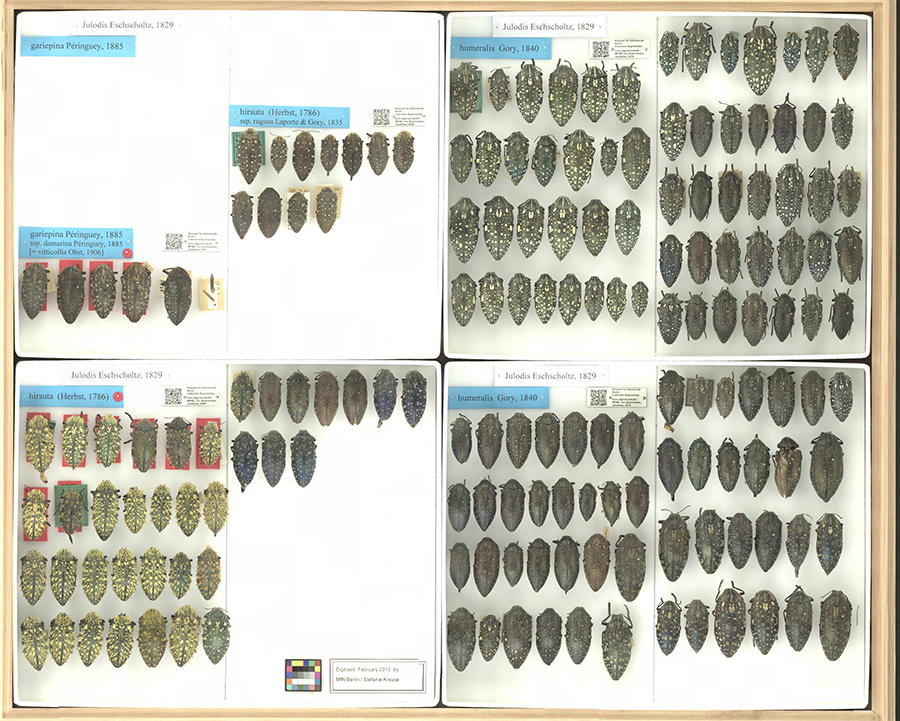 Julodis Eschscholtz, 1829
gariepina Péringuey, 1885
hirsuta (Herbst, 1786)
ssp. rugosa Laporte & Gory, 1835
gariepina Péringuey, 1885
ssp. damarina Péringuey, 1885
[= vitticollis Obst, 1906]
Julodis Eschscholtz, 1829
humeralis Gory, 1840
Julodis Eschscholtz, 1829
hirsuta (Herbst, 1786)
Digitised February 2013 by
MfN Berlin / Stefanie Krause
Julodis Eschscholtz, 1829
humeralis Gory, 1840